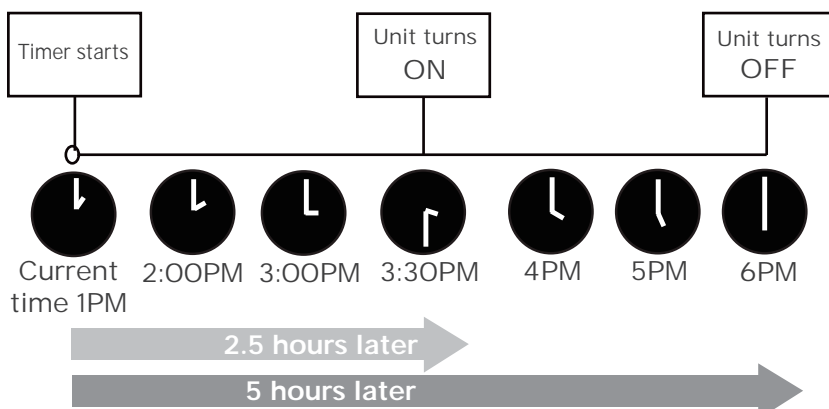 Timer starts
Unit turns
ON
Unit turns
OFF
Current
time 1PM
2:00PM
3:00PM
3:30PM
4PM
5PM
6PM
2.5 hours later
5 hours later